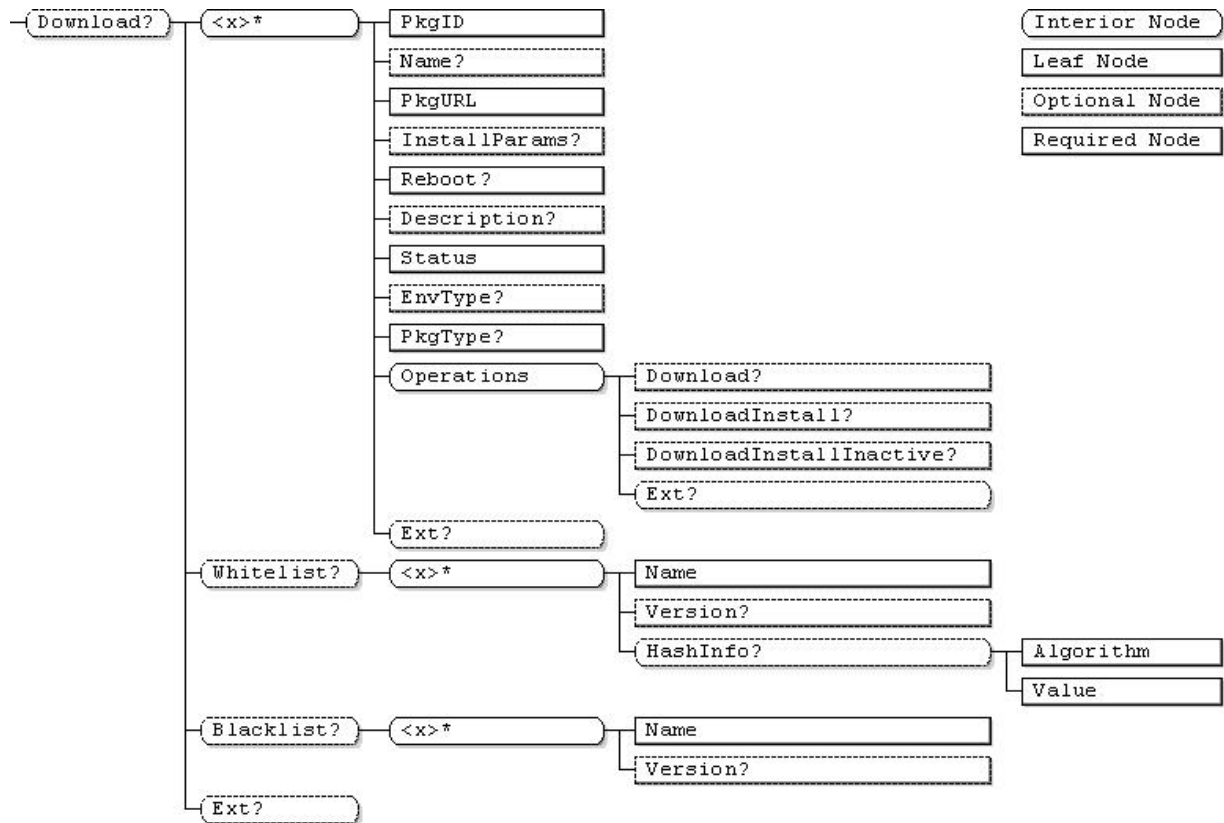 Download?
<x>*
PkgID
Name?
PkgURL
InstallParams?
Reboot?
Description?
Status
EnvType?
PkgType?
Operations
Download?
DownloadInstall?
DownloadInstallInactive?
Ext?
Ext?
Whitelist?
<x>*
Name
Version?
HashInfo?
Algorithm
Value
Blacklist?
<x>*
Name
Version?
Ext?
Interior Node
Leaf Node
Optional Node
Required Node